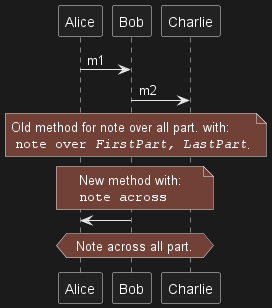 Alice Bob Charlie
m1
m2
Old method for note over all part. with:
note over FirstPart, LastPart.
New method with:
note across
Note across all part.
Alice Bob Charlie